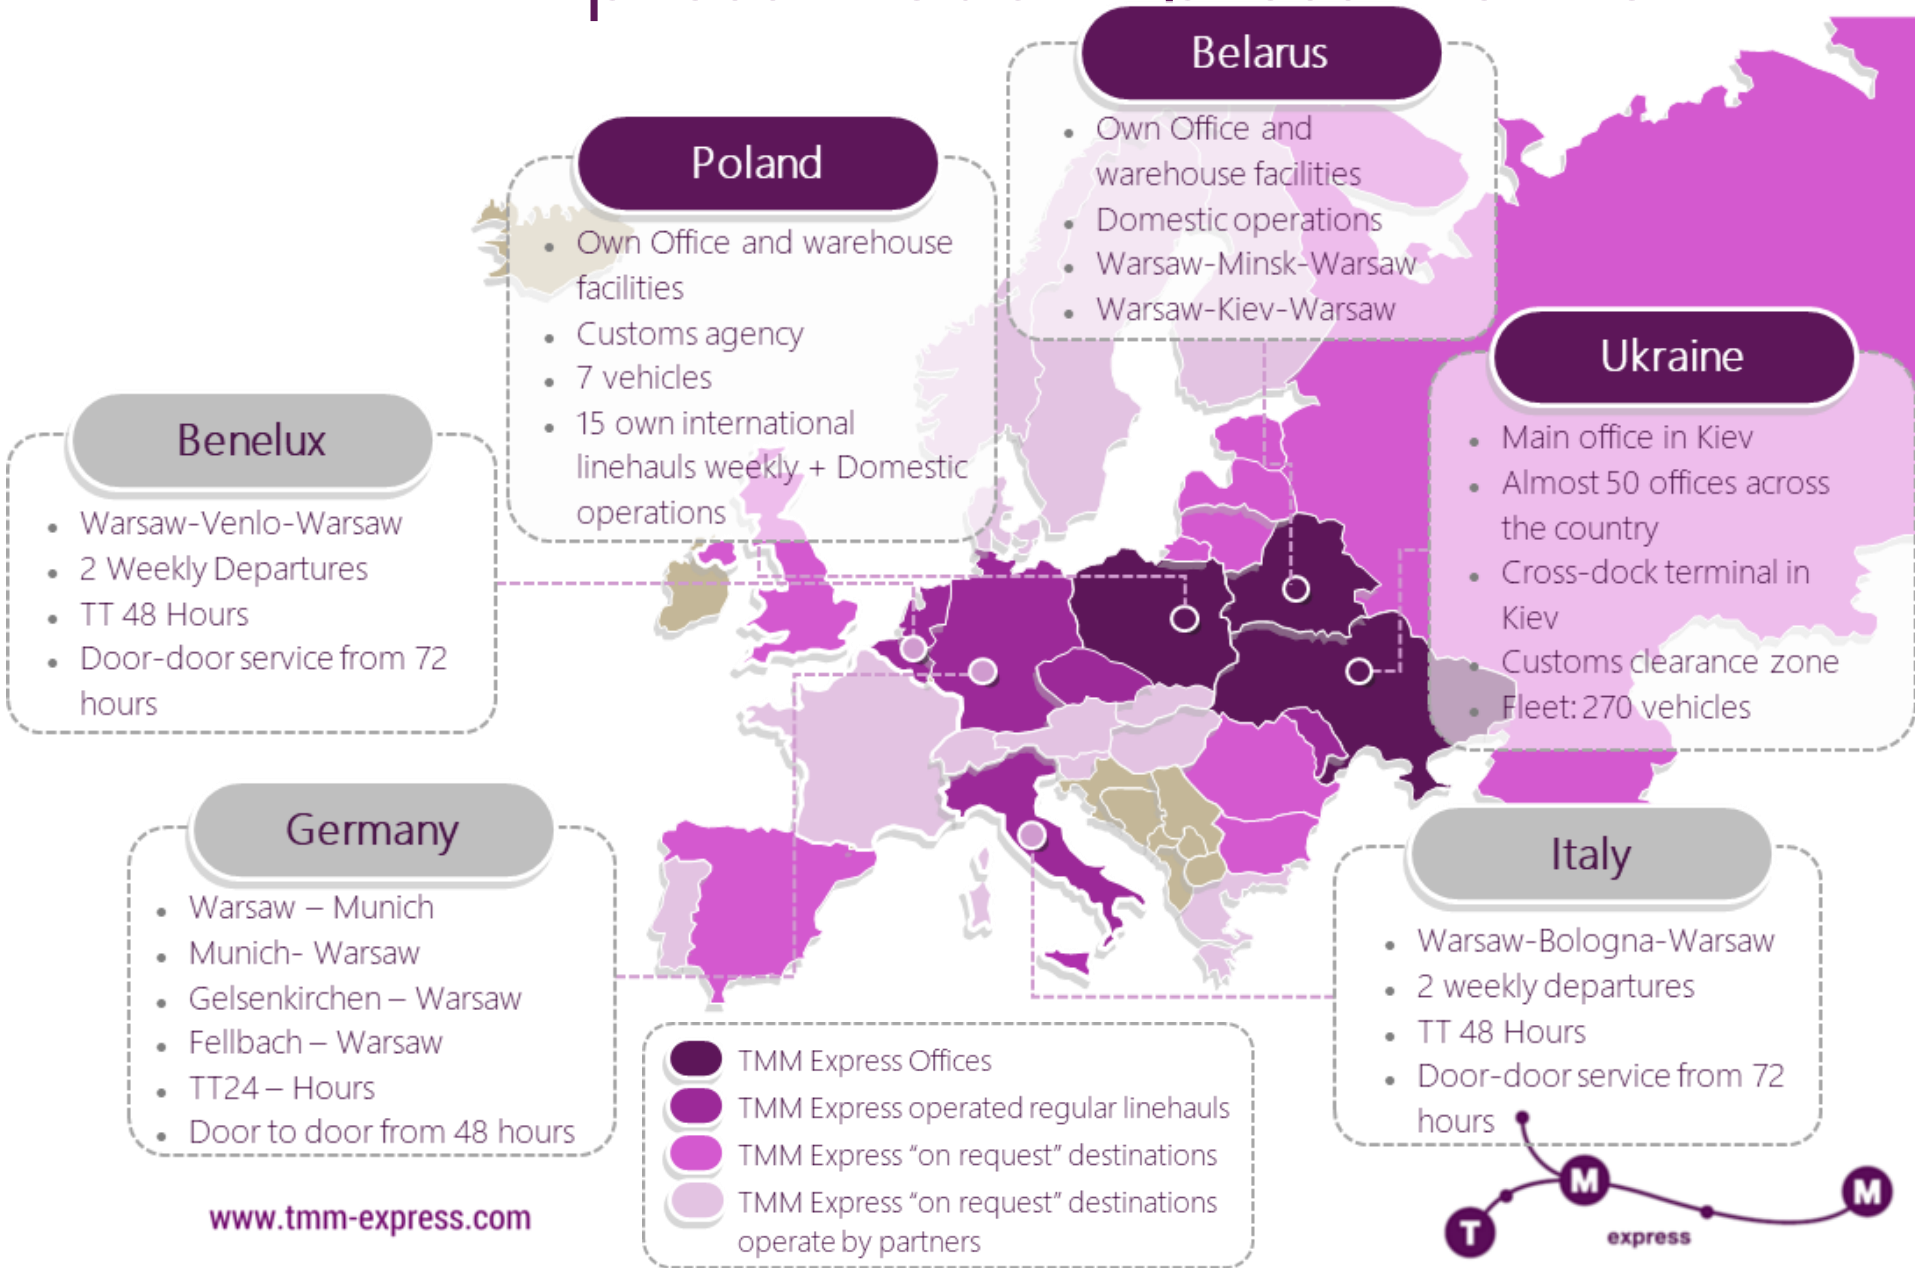 Belarus
Own Office and
warehouse facilities
Domestic operations
Warsaw-Minsk-Warsaw
Warsaw-Kiev-Warsaw
Poland
Own Office and warehouse
facilities
Customs agency
7 vehicles
15 own international
linehauls weekly + Domestic
operations
Ukraine
Main office in Kiev
Almost 50 offices across
the country
Cross-dock terminal in
Kiev
Customs clearance zone
Fleet: 270 vehicles
Benelux
Warsaw-Venlo-Warsaw
2 Weekly Departures
TT 48 Hours
Door-door service from 72
hours
Germany
Warsaw – Munich
Munich- Warsaw
Gelsenkirchen – Warsaw
Fellbach – Warsaw
TT24 – Hours
Door to door from 48 hours
Italy
Warsaw-Bologna-Warsaw
2 weekly departures
TT 48 Hours
Door-door service from 72
hours
TMM Express Offices
TMM Express operated regular linehauls
TMM Express “on request” destinations
TMM Express “on request” destinations
operate by partners
www.tmm-express.com
T M M
express